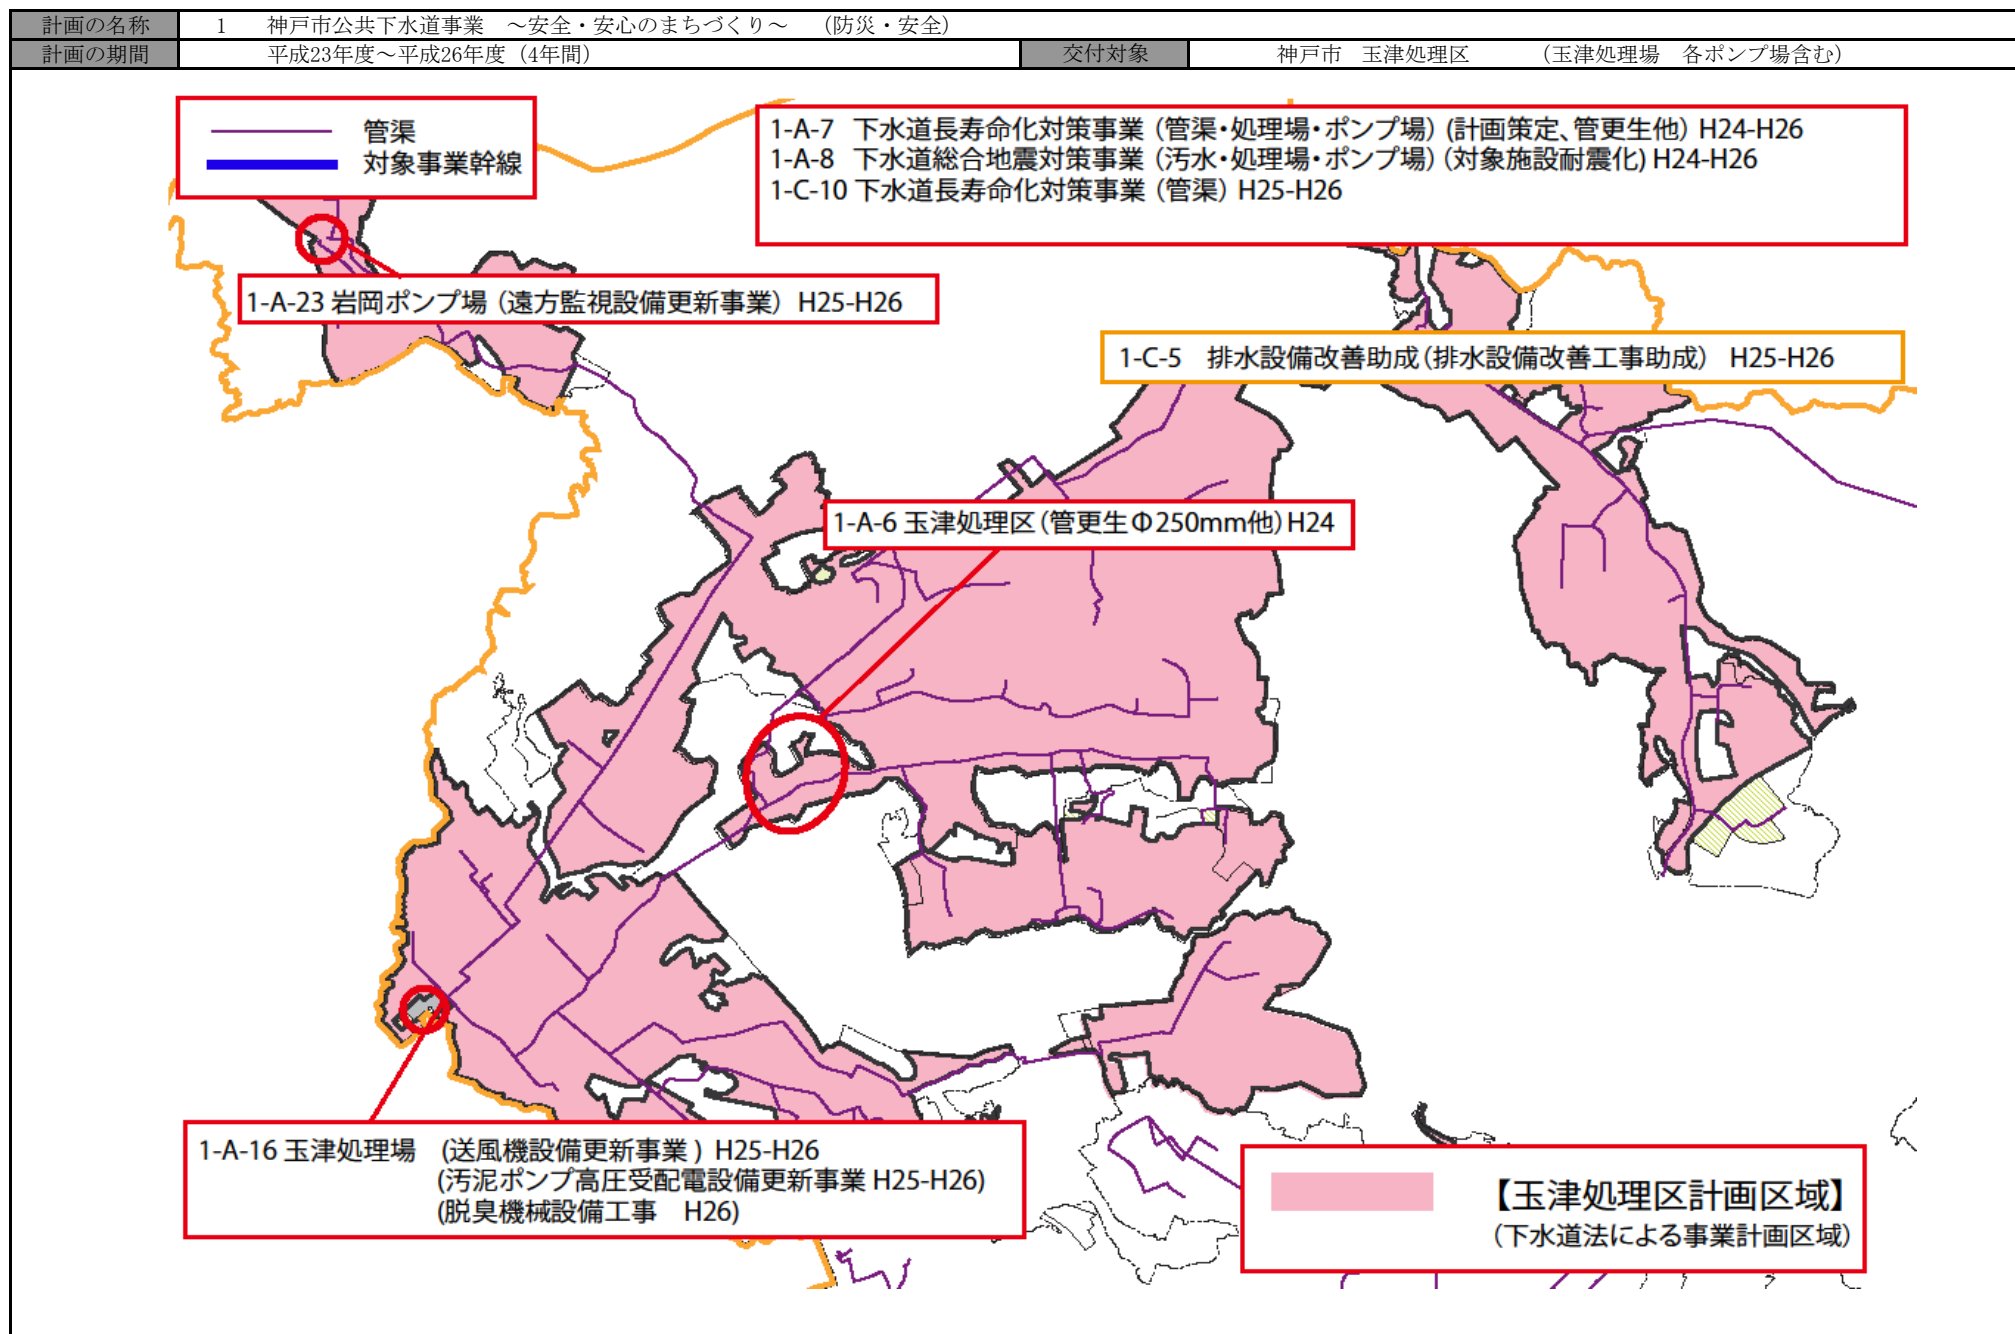 計画の名称 1 神戸市公共下水道事業 ～安全・安心のまちづくり～ （防災・安全）
計画の期間 平成23年度～平成26年度（4年間） 交付対象 神戸市 玉津処理区 （玉津処理場 各ポンプ場含む）
管渠
対象事業幹線
1-A-7 下水道長寿命化対策事業（管渠・処理場・ポンプ場）(計画策定、管更生他）H24-H26
1-A-8 下水道総合地震対策事業（汚水・処理場・ポンプ場）（対象施設耐震化) H24-H26
1-C-10 下水道長寿命化対策事業（管渠）H25-H26
1-A-23 岩岡ポンプ場（遠方監視設備更新事業）H25-H26
1-C-5 排水設備改善助成（排水設備改善工事助成） H25-H26
1-A-6 玉津処理区（管更生Φ250mm他）H24
1-A-16 玉津処理場 (送風機設備更新事業 ) H25-H26
(汚泥ポンプ高圧受配電設備更新事業 H25-H26)
(脱臭機械設備工事 H26)
【玉津処理区計画区域】
（下水道法による事業計画区域）